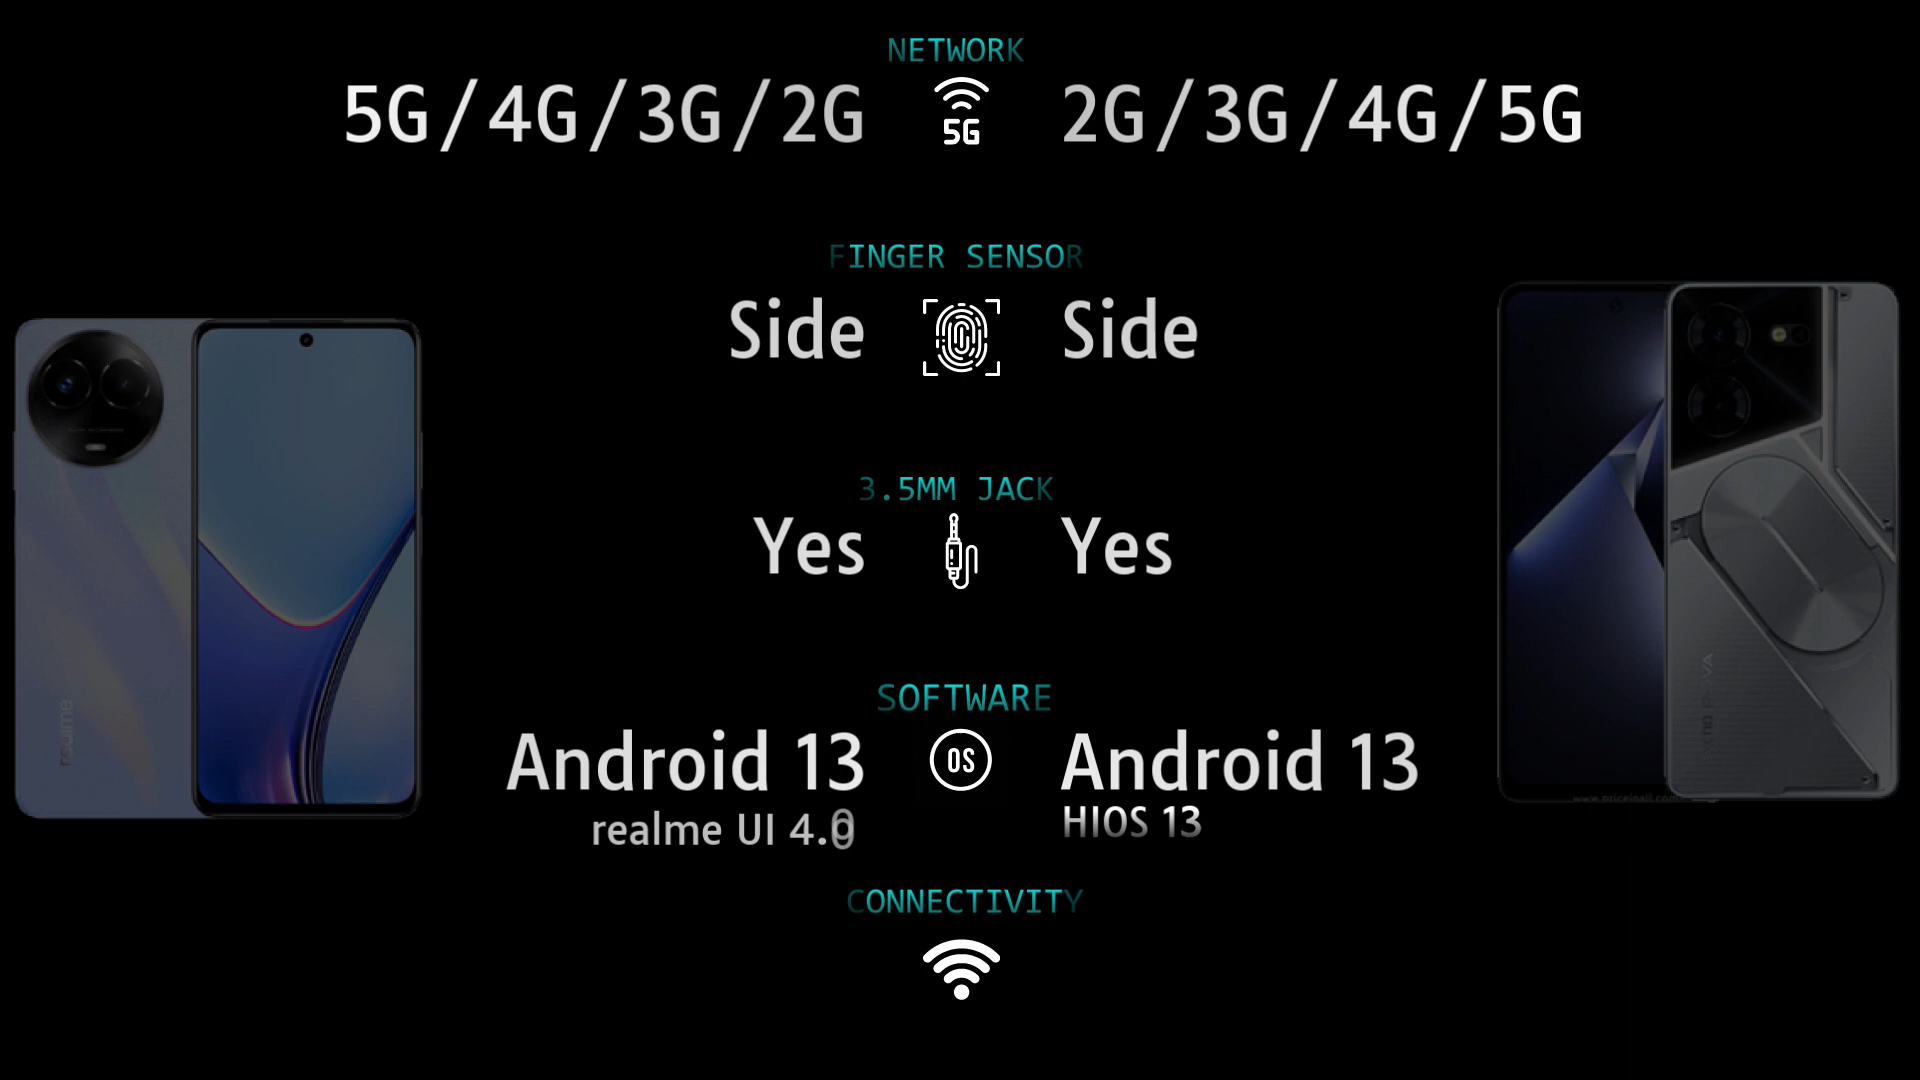 NETWORK
5G/4G/3G/2G
5G
2G/3G/4G/5G
FINGER SENSOR
Side
Side
3.5MM JACK
Yes
Yes
SOFTWARE
Android 13
OS
Android 13
realme UI 4.0
HIOS 13
CONNECTIVITY
realme